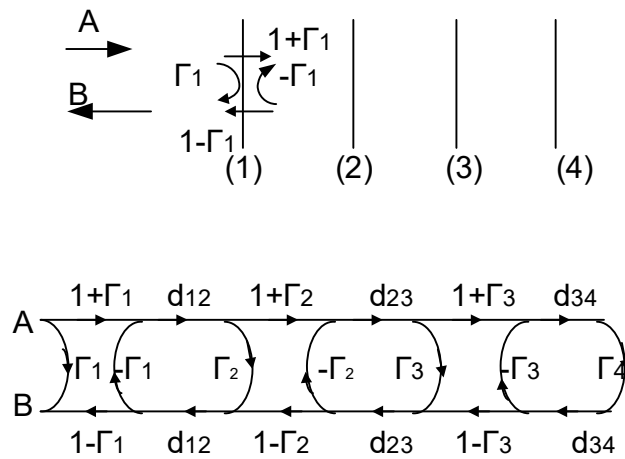 A 1+Γ1
Γ1 -Γ1
B
1-Γ1
(1) (2) (3) (4)
1+Γ1 d12 1+Γ2 d23 1+Γ3 d34
A
Γ1 -Γ1 Γ2 -Γ2 Γ3 -Γ3 Γ4
B
1-Γ1 d12 1-Γ2 d23 1-Γ3 d34